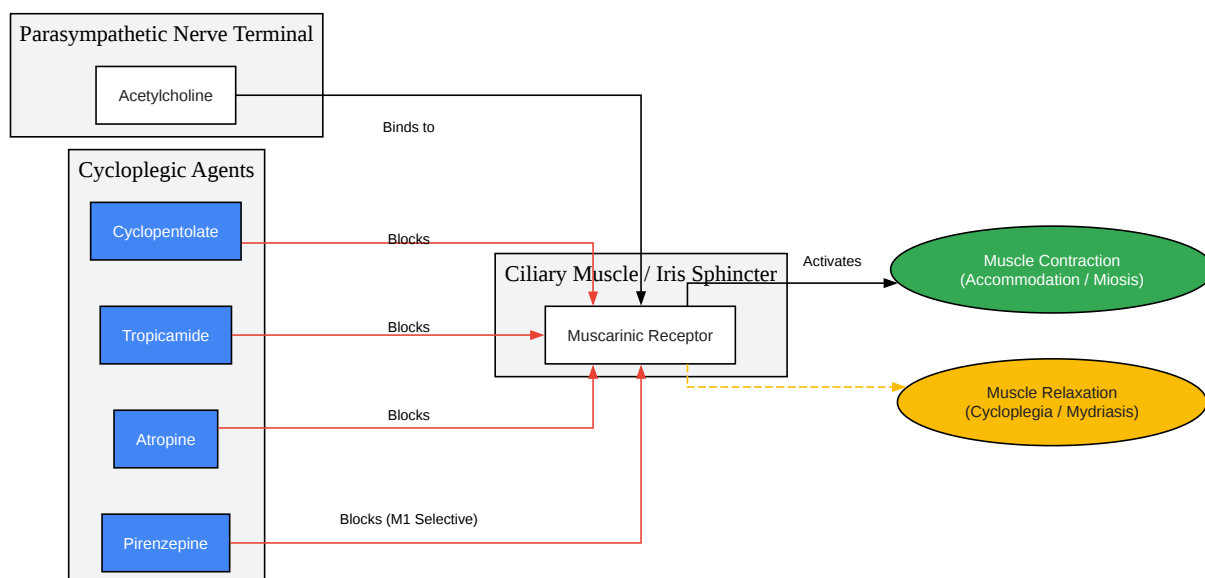 Parasympathetic Nerve Terminal
Acetylcholine
Binds to
Cycloplegic Agents
Cyclopentolate
Blocks
Tropicamide
Blocks
Atropine
Blocks
Pirenzepine
Blocks (M1 Selective)
Ciliary Muscle / Iris Sphincter
Muscarinic Receptor
Activates
Muscle Contraction
(Accommodation / Miosis)
Muscle Relaxation
(Cycloplegia / Mydriasis)